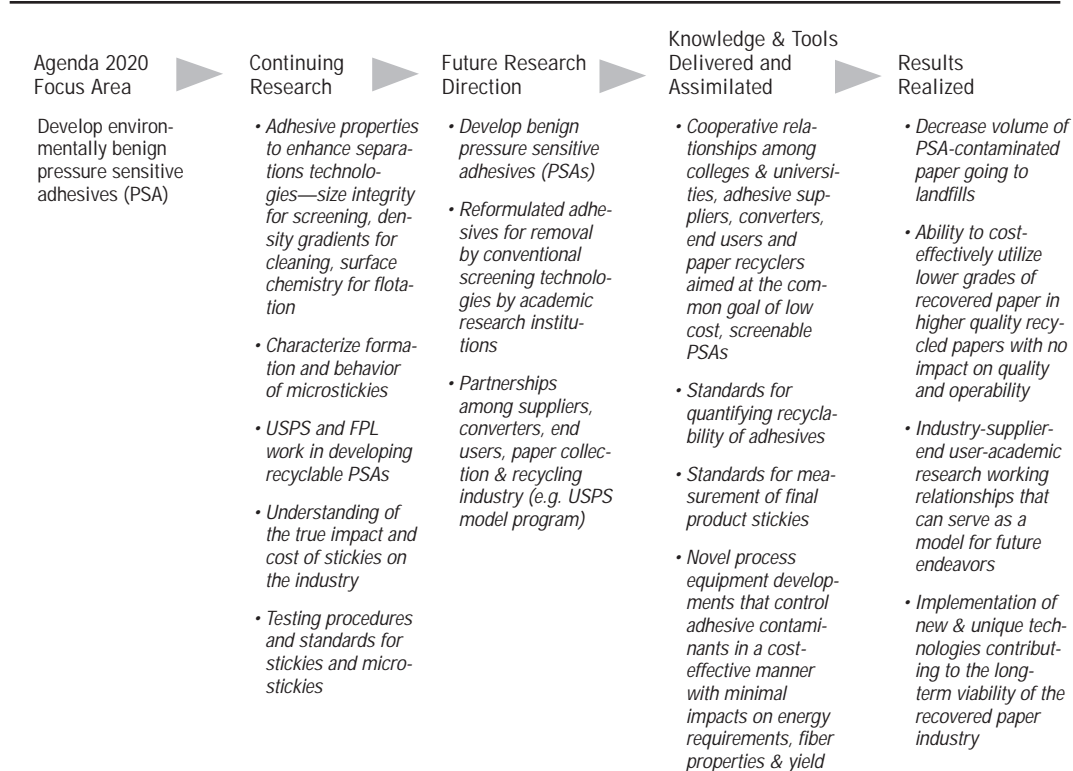 Agenda 2020
Focus Area
Develop environ-
mentally benign
pressure sensitive
adhesives (PSA)
Continuing
Research
• Adhesive properties
to enhance separa-
tions technolo-
gies—size integrity
for screening, den-
sity gradients for
cleaning, surface
chemistry for flota-
tion
• Characterize forma-
tion and behavior
of microstickies
• USPS and FPL
work in developing
recyclable PSAs
• Understanding of
the true impact and
cost of stickies on
the industry
• Testing procedures
and standards for
stickies and micro-
stickies
Future Research
Direction
• Develop benign
pressure sensitive
adhesives (PSAs)
• Reformulated adhe-
sives for removal
by conventional
screening technolo-
gies by academic
research institu-
tions
• Partnerships
among suppliers,
converters, end
users, paper collec-
tion & recycling
industry (e.g. USPS
model program)
Knowledge & Tools
Delivered and
Assimilated
• Cooperative rela-
tionships among
colleges & universi-
ties, adhesive sup-
pliers, converters,
end users and
paper recyclers
aimed at the com-
mon goal of low
cost, screenable
PSAs
• Standards for
quantifying recycla-
bility of adhesives
• Standards for mea-
surement of final
product stickies
• Novel process
equipment develop-
ments that control
adhesive contami-
nants in a cost-
effective manner
with minimal
impacts on energy
requirements, fiber
properties & yield
Results
Realized
• Decrease volume of
PSA-contaminated
paper going to
landfills
• Ability to cost-
effectively utilize
lower grades of
recovered paper in
higher quality recy-
cled papers with no
impact on quality
and operability
• Industry-supplier-
end user-academic
research working
relationships that
can serve as a
model for future
endeavors
• Implementation of
new & unique tech-
nologies contribut-
ing to the long-
term viability of the
recovered paper
industry